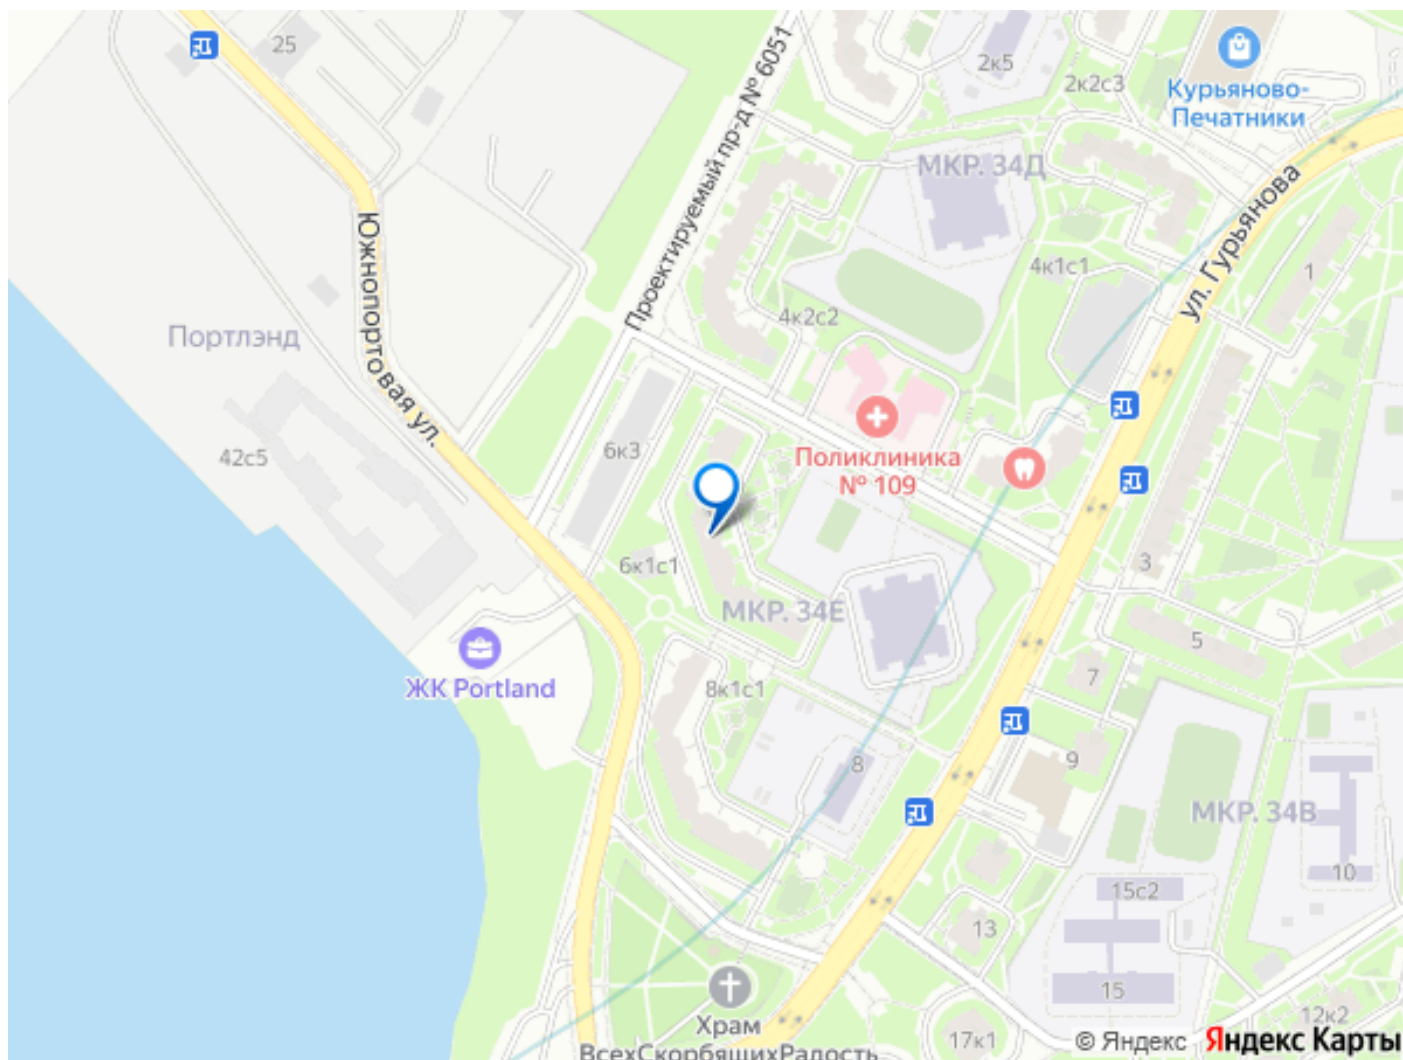 25
2к5
2к2с3
Курьяново-
Печатники
Проектируемый пр-д № 6051
МКР. 34Д
ул. Гурьянова
Южнопортовая ул.
4к1с1
1
4к2с2
Портлэнд
42с5
6к3
Поликлиника
№ 109
6к1с1
3
МКР. 34Е
5
7
ЖК Portland
8к1с1
8
9
МКР. 34В
10
15с2
13
15
Храм
ВсехСкорбящихРадость
17к1
12к2
© Яндекс
Яндекс Карты